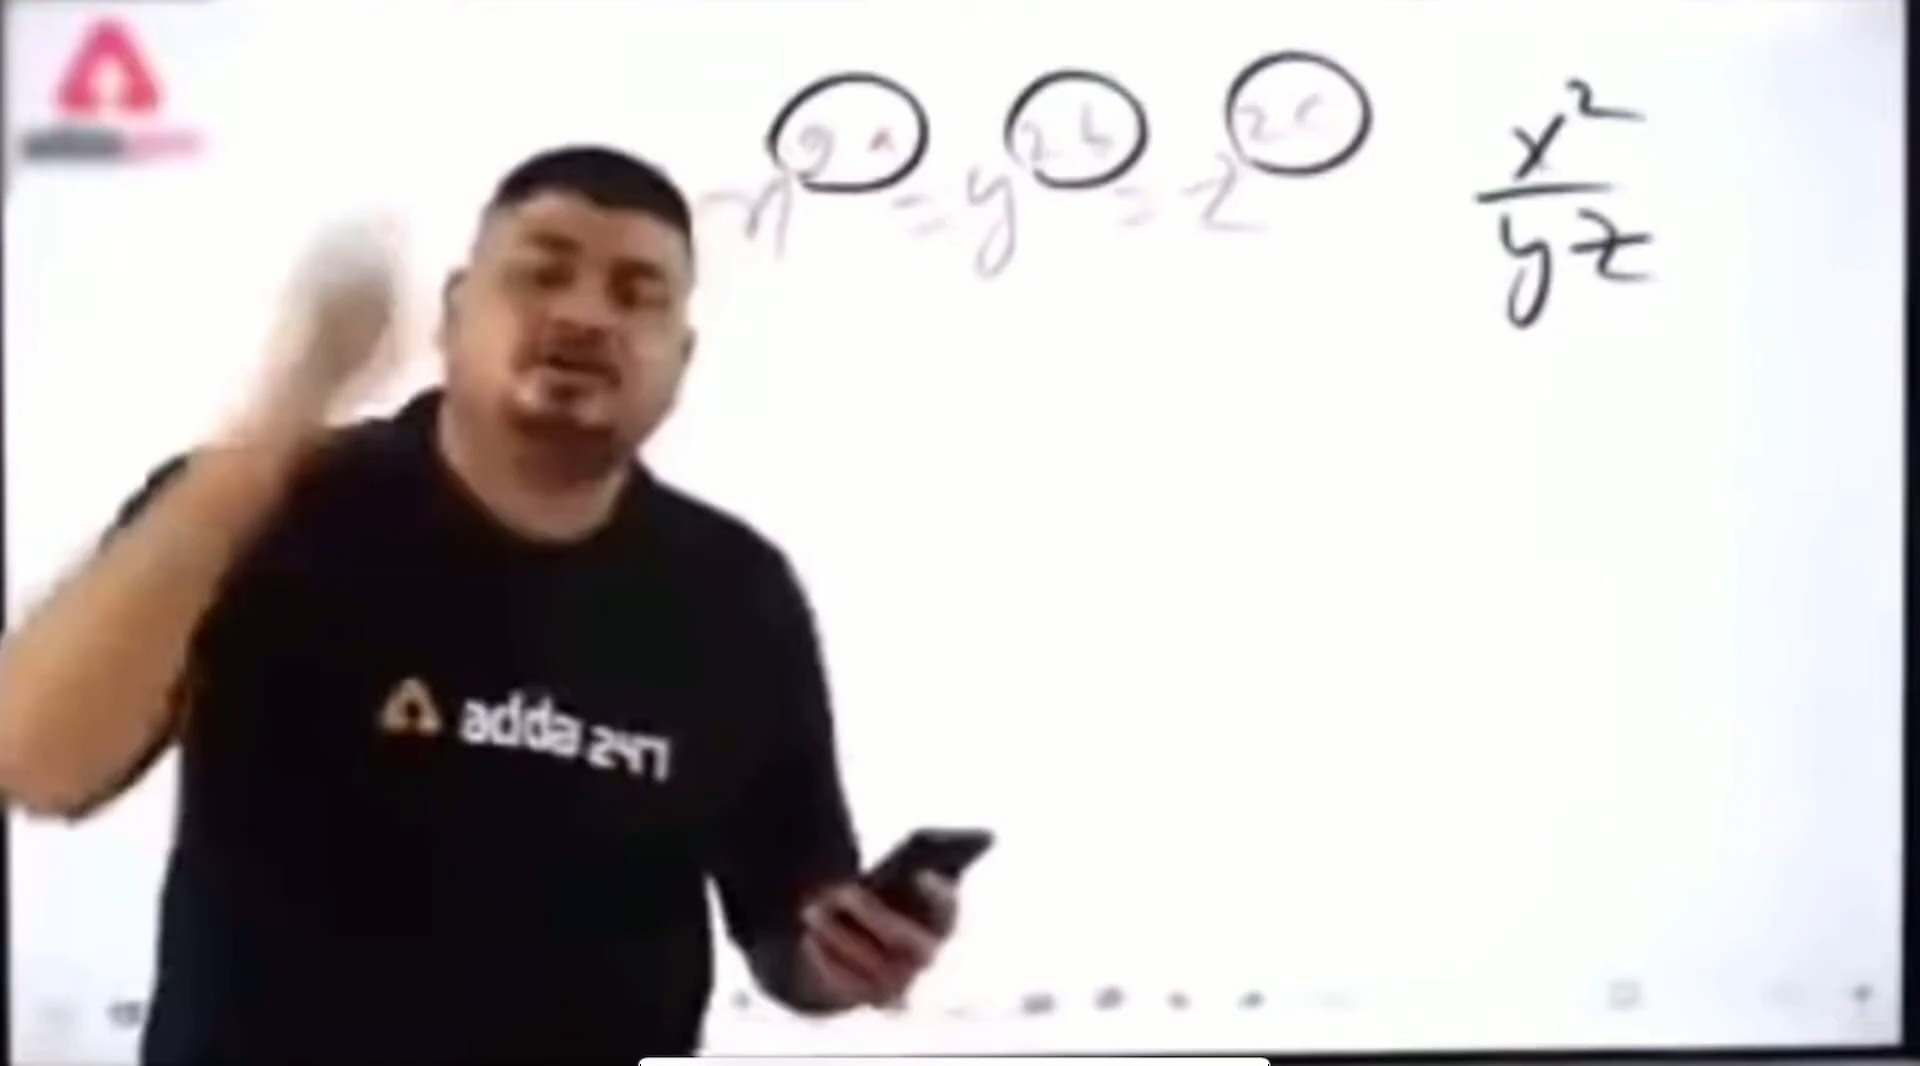 x^{2a} = y^{2b} = z^{2c}
x^2
yz
adda 247